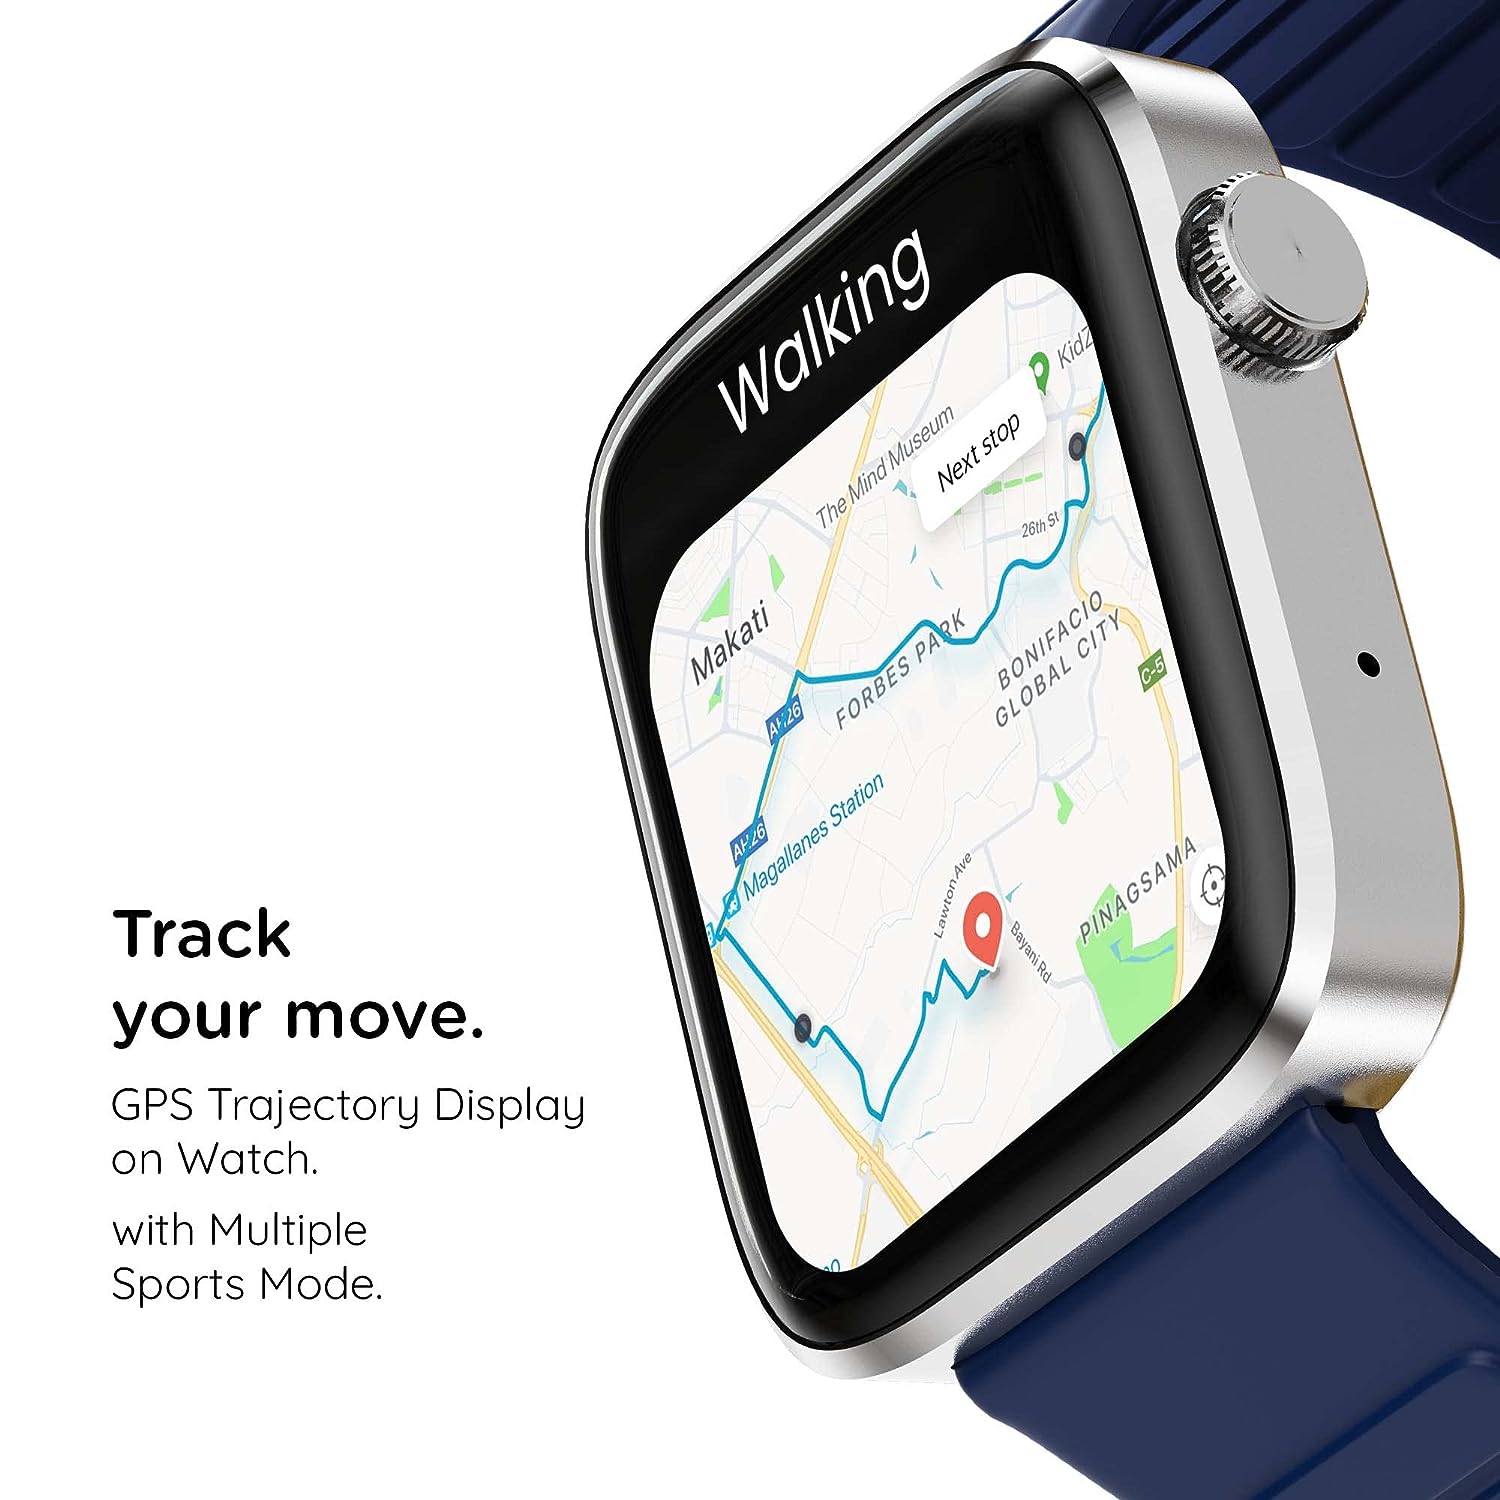 Walking
KidZ
Next stop
The Mind Museum
26th St
Makati
BONIFACIO
GLOBAL CITY
FORBES PARK
C-5
AH26
Magallanes Station
AH26
PINAGSAMA
Lawton Ave
Bayani Rd
Track
your move.
GPS Trajectory Display
on Watch.
with Multiple
Sports Mode.